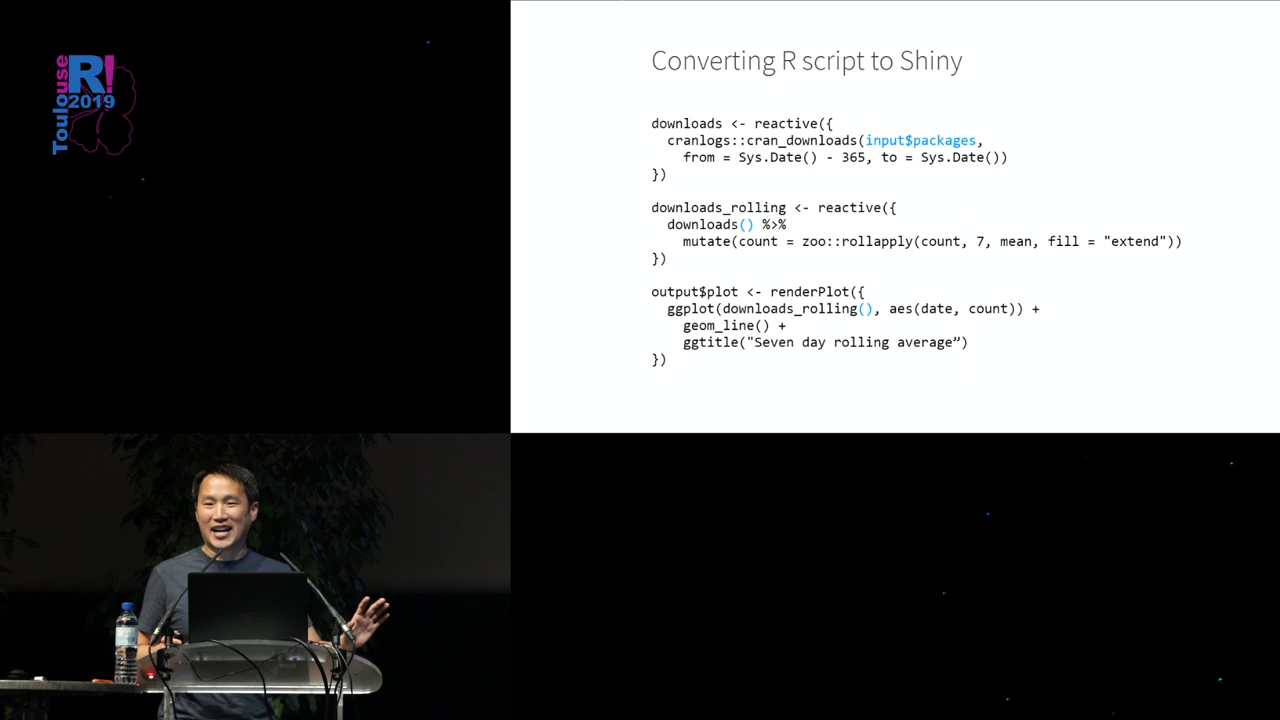 Toulouse
R!
2019
Converting R script to Shiny
downloads <- reactive({
  cranlogs::cran_downloads(input$packages,
    from = Sys.Date() - 365, to = Sys.Date())
})
downloads_rolling <- reactive({
  downloads() %>%
    mutate(count = zoo::rollapply(count, 7, mean, fill = "extend"))
})
output$plot <- renderPlot({
  ggplot(downloads_rolling(), aes(date, count)) +
    geom_line() +
    ggtitle("Seven day rolling average”)
})